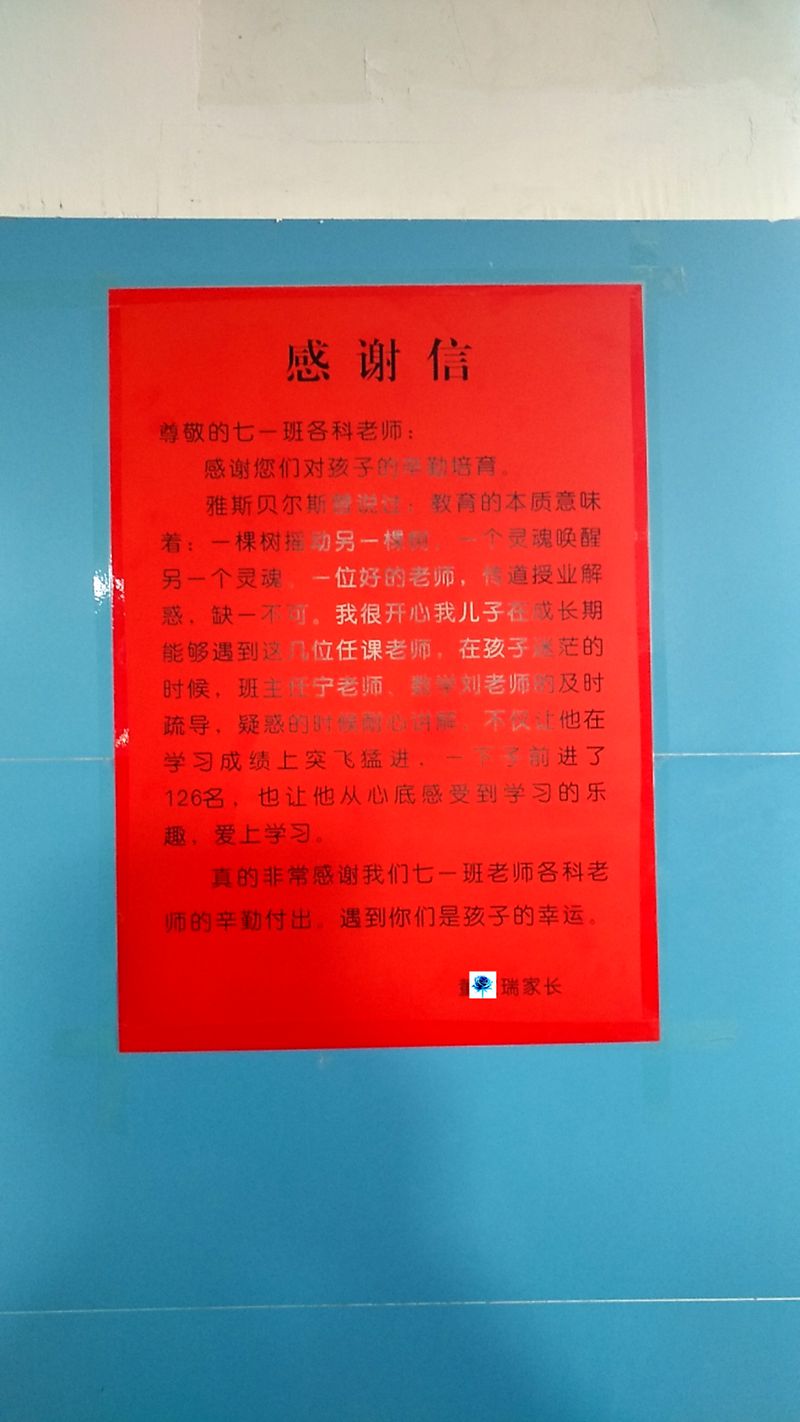 感谢信
尊敬的七一班各科老师：
感谢您们对孩子的辛勤培育。
雅斯贝尔斯曾说过：教育的本质意味
着：一棵树摇动另一棵树，一个灵魂唤醒
另一个灵魂。一位好的老师，传道授业解
惑，缺一不可。我很开心我儿子在成长期
能够遇到这几位任课老师，在孩子迷茫的
时候，班主任宁老师、数学刘老师的及时
疏导，疑惑的时候耐心讲解，不仅让他在
学习成绩上突飞猛进，一下子前进了
126名，也让他从心底感受到学习的乐
趣，爱上学习。
真的非常感谢我们七一班老师各科老
师的辛勤付出。遇到你们是孩子的幸运。
瑞家长